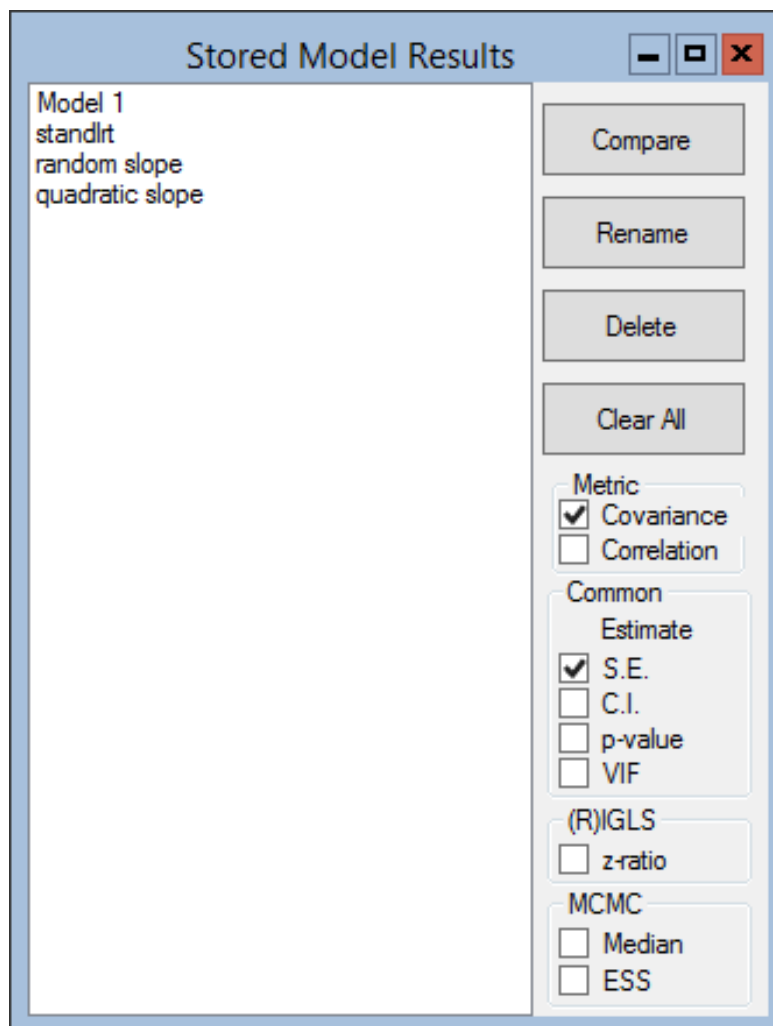 Stored Model Results
Model 1
standlrt
random slope
quadratic slope
Compare
Rename
Delete
Clear All
Metric
Covariance
Correlation
Common
Estimate
S.E.
C.I.
p-value
VIF
(R)IGLS
z-ratio
MCMC
Median
ESS